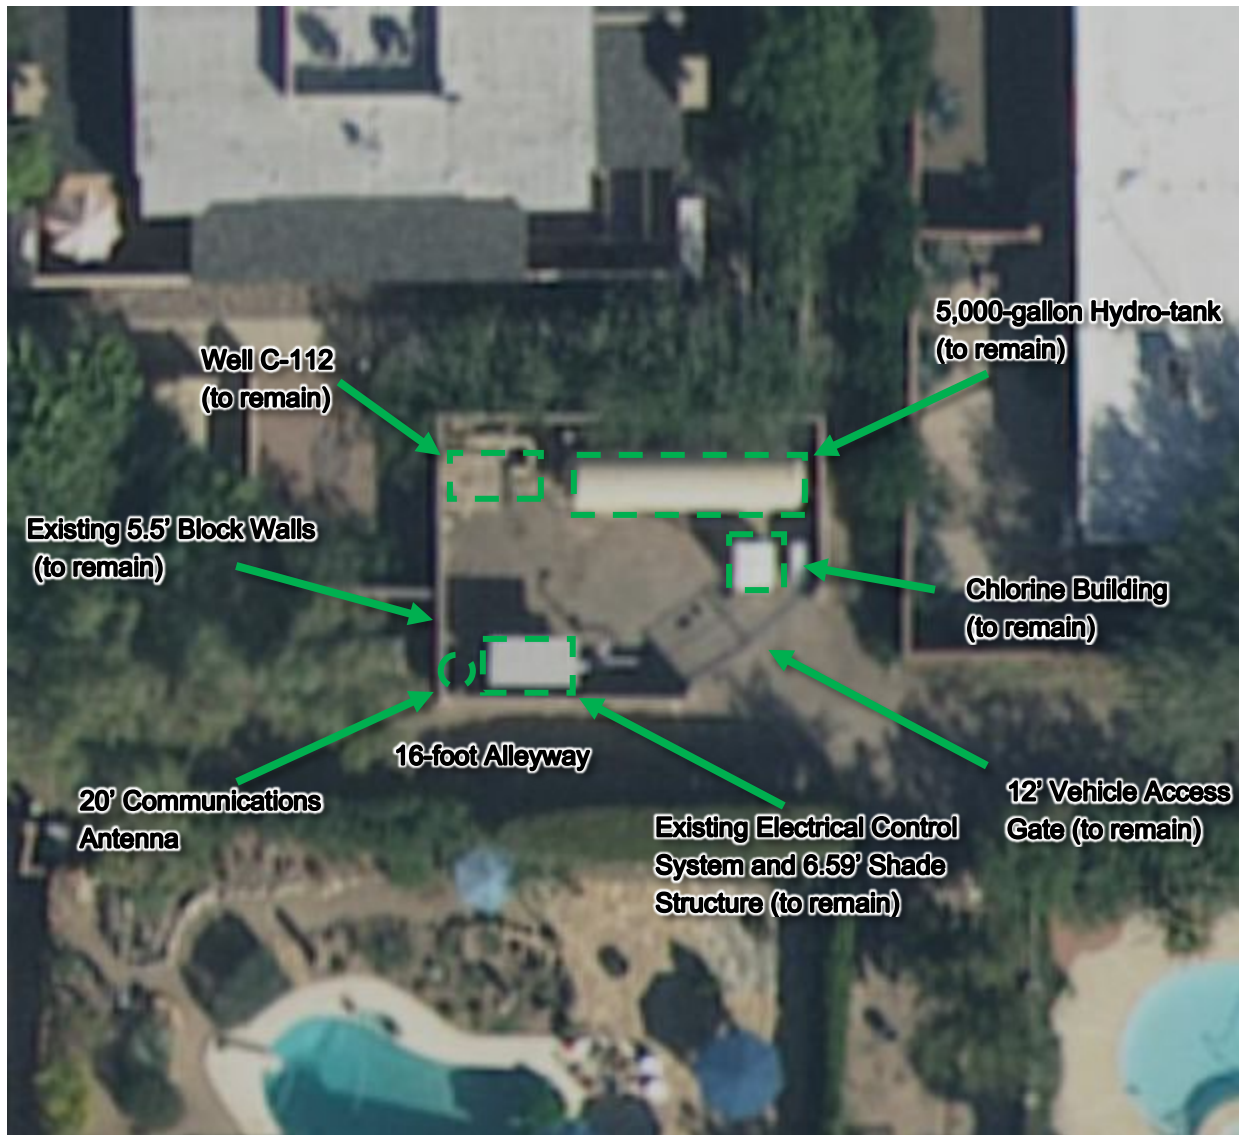 5,000-gallon Hydro-tank
(to remain)
Well C-112
(to remain)
Existing 5.5' Block Walls
(to remain)
Chlorine Building
(to remain)
16-foot Alleyway
20' Communications
Antenna
12' Vehicle Access
Gate (to remain)
Existing Electrical Control
System and 6.59' Shade
Structure (to remain)